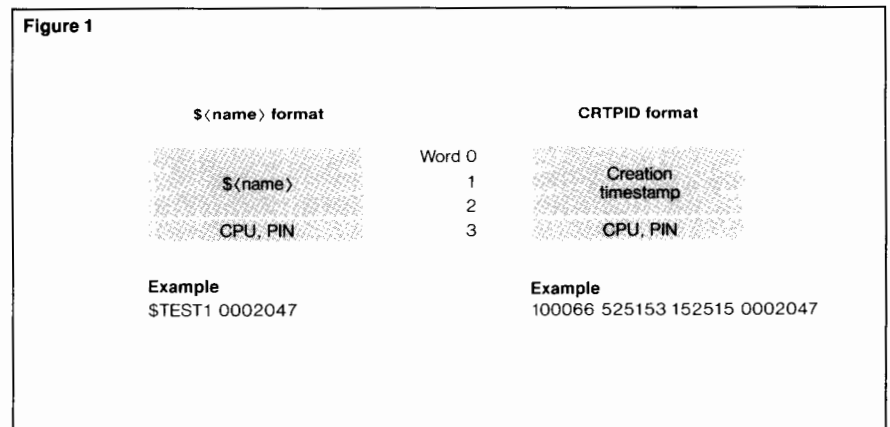 Figure 1
$⟨name⟩ format
CRTPID format
Word 0
1
2
3
$⟨name⟩
CPU, PIN
Creation
timestamp
CPU, PIN
Example
$TEST1 0002047
Example
100066 525153 152515 0002047